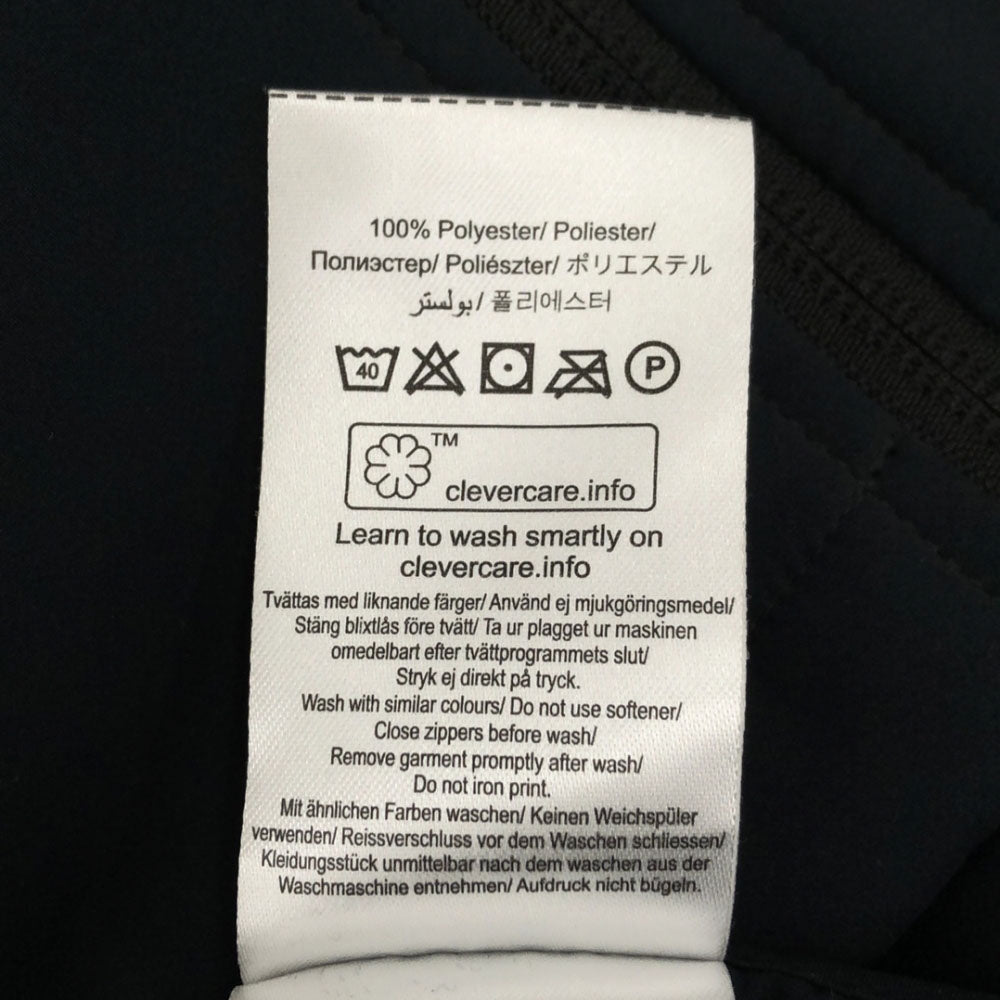 100% Polyester/ Poliester/
Полиэстер/ Poliészter/ ポリエステル
بولستر/ 폴리에스터
40 P
TM
clevercare.info
Learn to wash smartly on
clevercare.info
Tvättas med liknande färger/ Använd ej mjukgöringsmedel/
Stäng blixtlås före tvätt/ Ta ur plagget ur maskinen
omedelbart efter tvättprogrammets slut/
Stryk ej direkt på tryck.
Wash with similar colours/ Do not use softener/
Close zippers before wash/
Remove garment promptly after wash/
Do not iron print.
Mit ähnlichen Farben waschen/ Keinen Weichspüler
verwenden/ Reissverschluss vor dem Waschen schliessen/
Kleidungsstück unmittelbar nach dem waschen aus der
Waschmaschine entnehmen/ Aufdruck nicht bügeln.